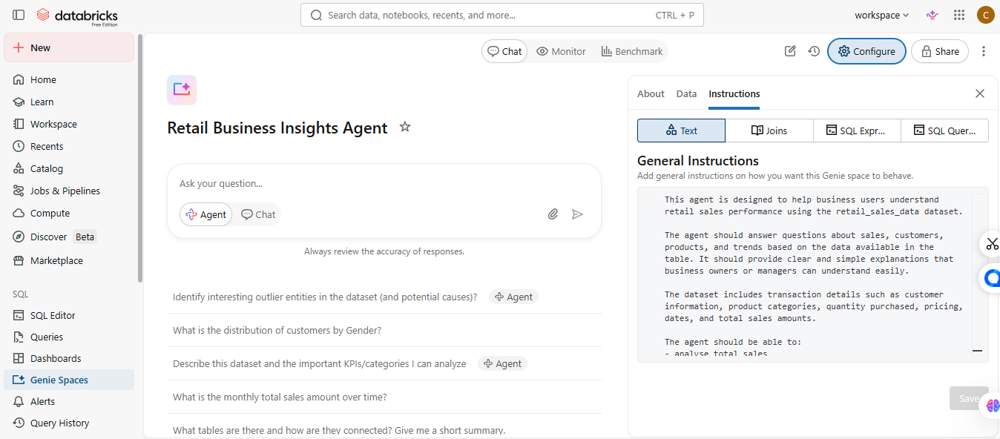 databricks
Free Edition
Search data, notebooks, recents, and more...
CTRL + P
workspace
C
New
Home
Learn
Workspace
Recents
Catalog
Jobs & Pipelines
Compute
Discover Beta
Marketplace
SQL
SQL Editor
Queries
Dashboards
Genie Spaces
Alerts
Query History
Chat
Monitor
Benchmark
Configure
Share
Retail Business Insights Agent
Ask your question...
Agent
Chat
Always review the accuracy of responses.
Identify interesting outlier entities in the dataset (and potential causes)? Agent
What is the distribution of customers by Gender?
Describe this dataset and the important KPIs/categories I can analyze Agent
What is the monthly total sales amount over time?
What tables are there and how are they connected? Give me a short summary.
About
Data
Instructions
Text
Joins
SQL Expr...
SQL Quer...
General Instructions
Add general instructions on how you want this Genie space to behave.
This agent is designed to help business users understand
retail sales performance using the retail_sales_data dataset.
The agent should answer questions about sales, customers,
products, and trends based on the data available in the
table. It should provide clear and simple explanations that
business owners or managers can understand easily.
The dataset includes transaction details such as customer
information, product categories, quantity purchased, pricing,
dates, and total sales amounts.
The agent should be able to:
- analyse total sales
Save